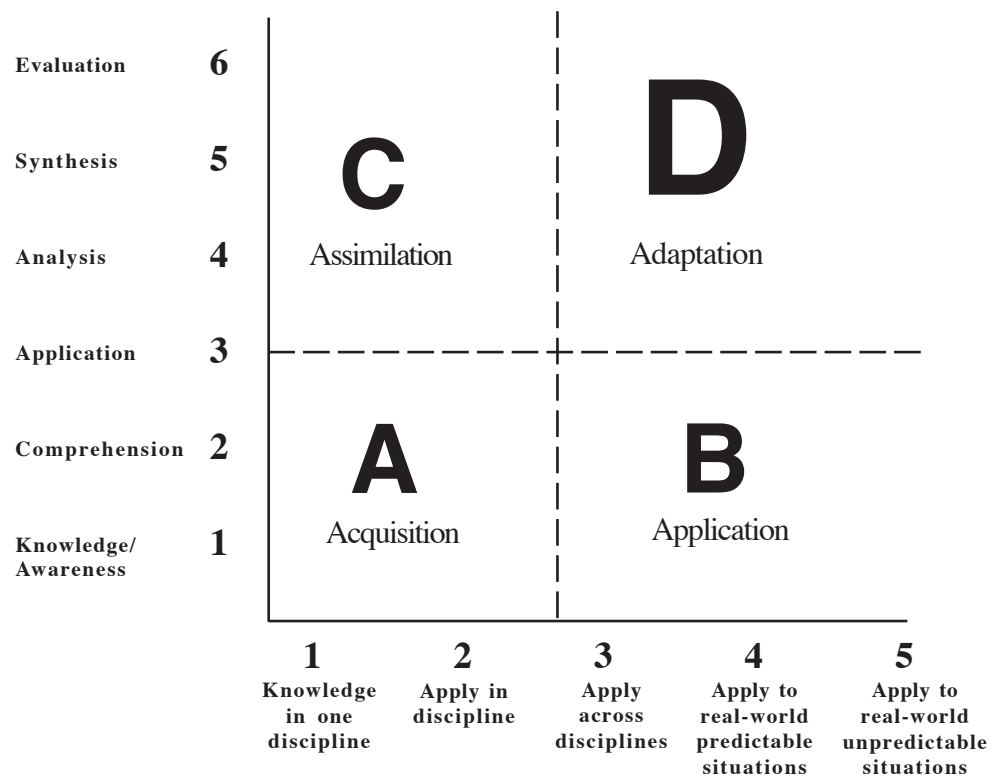 Evaluation 6
Synthesis 5
C
D
Analysis 4
Assimilation
Adaptation
Application 3
Comprehension 2
A
B
Acquisition
Application
Knowledge/ 1
Awareness
1 2 3 4 5
Knowledge
in one
discipline
Apply in
discipline
Apply
across
disciplines
Apply to
real-world
predictable
situations
Apply to
real-world
unpredictable
situations